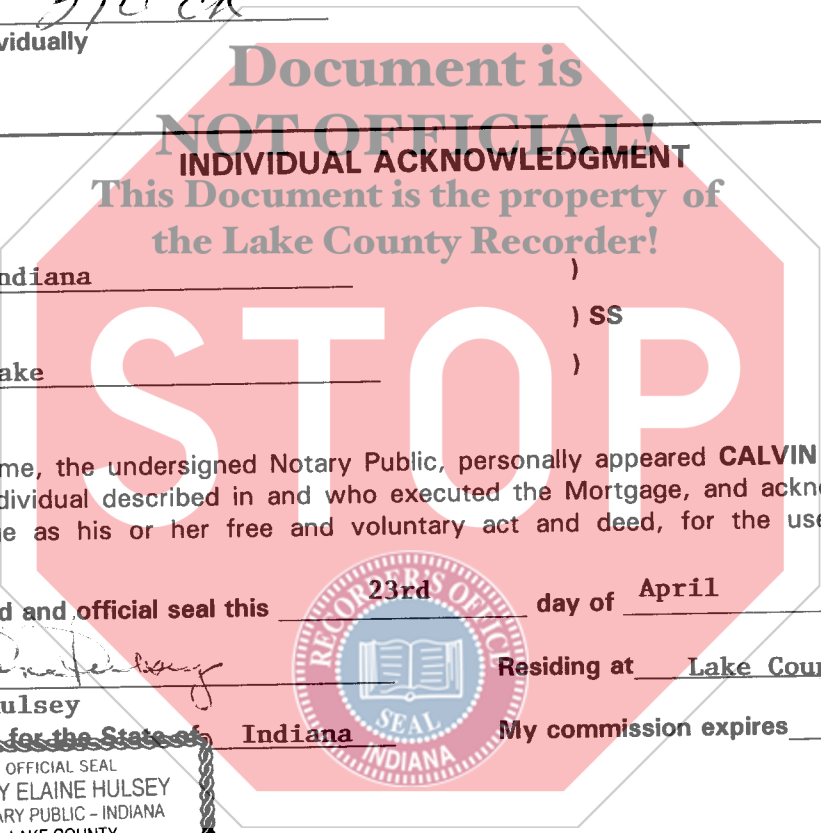 vidually
Document is
NOT OFFICIAL!
INDIVIDUAL ACKNOWLEDGMENT
This Document is the property of
the Lake County Recorder!
ndiana )
) SS
ake )
STOP
me, the undersigned Notary Public, personally appeared CALVIN
dividual described in and who executed the Mortgage, and ackn
e as his or her free and voluntary act and deed, for the use
d and official seal this 23rd day of April
RECORDER'S OFFIC
SEAL
INDIANA
Residing at Lake Cour
ulsey
for the State of Indiana My commission expires
OFFICIAL SEAL
Y ELAINE HULSEY
ARY PUBLIC - INDIANA
LAKE COUNTY